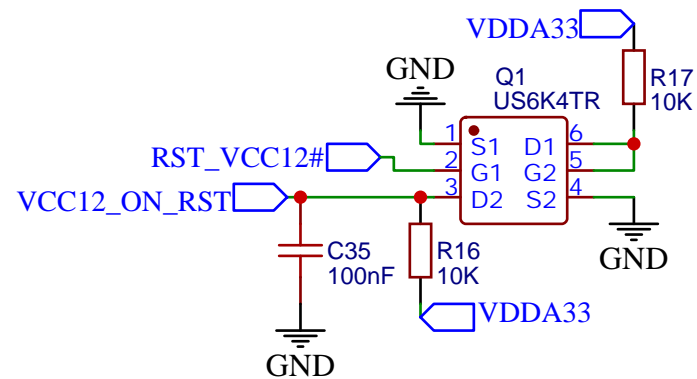 VDDA33
GND
Q1
US6K4TR
R17
10K
1
S1
D1
6
RST_VCC12#
2
G1
G2
5
VCC12_ON_RST
3
D2
S2
4
C35
100nF
R16
10K
GND
VDDA33
GND